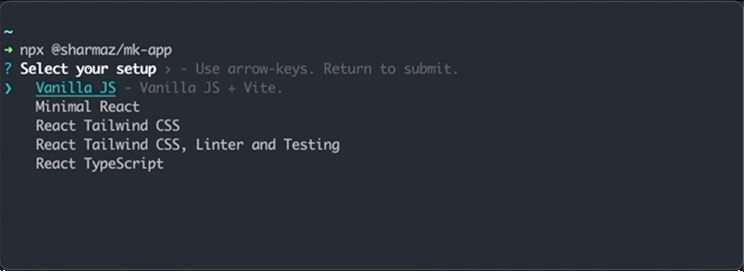 ~
➜ npx @sharmaz/mk-app
? Select your setup › - Use arrow-keys. Return to submit.
❯ Vanilla JS - Vanilla JS + Vite.
Minimal React
React Tailwind CSS
React Tailwind CSS, Linter and Testing
React TypeScript